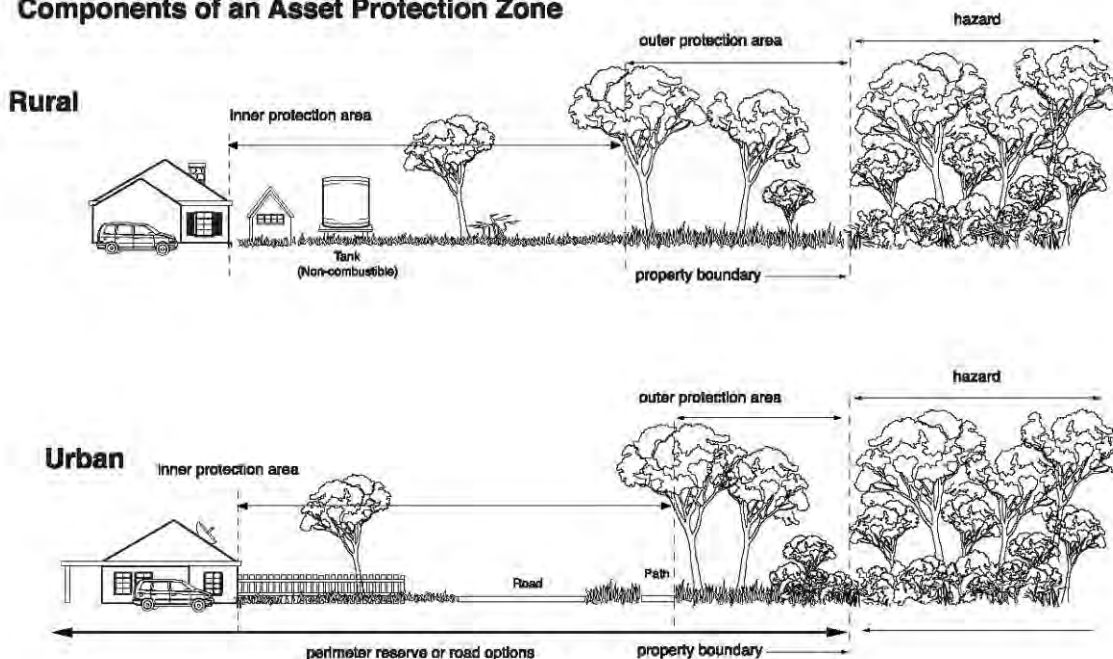 Components of an Asset Protection Zone
hazard
outer protection area
Rural
inner protection area
Tank
(Non-combustible)
property boundary
hazard
outer protection area
Urban
inner protection area
Road
Path
perimeter reserve or road options
property boundary